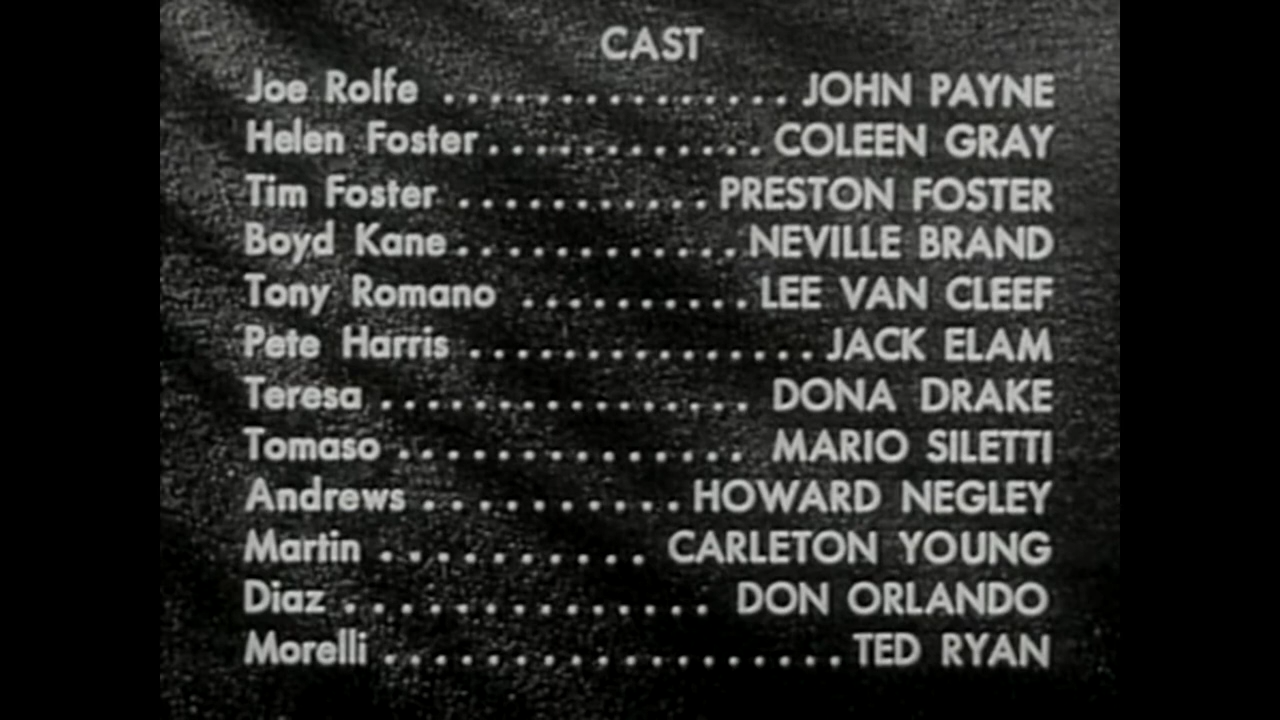 CAST
Joe Rolfe ............... JOHN PAYNE
Helen Foster............ COLEEN GRAY
Tim Foster ........... PRESTON FOSTER
Boyd Kane............ NEVILLE BRAND
Tony Romano .......... LEE VAN CLEEF
Pete Harris ............... JACK ELAM
Teresa ................ DONA DRAKE
Tomaso ............... MARIO SILETTI
Andrews ........... HOWARD NEGLEY
Martin .......... CARLETON YOUNG
Diaz ............... DON ORLANDO
Morelli .................. TED RYAN